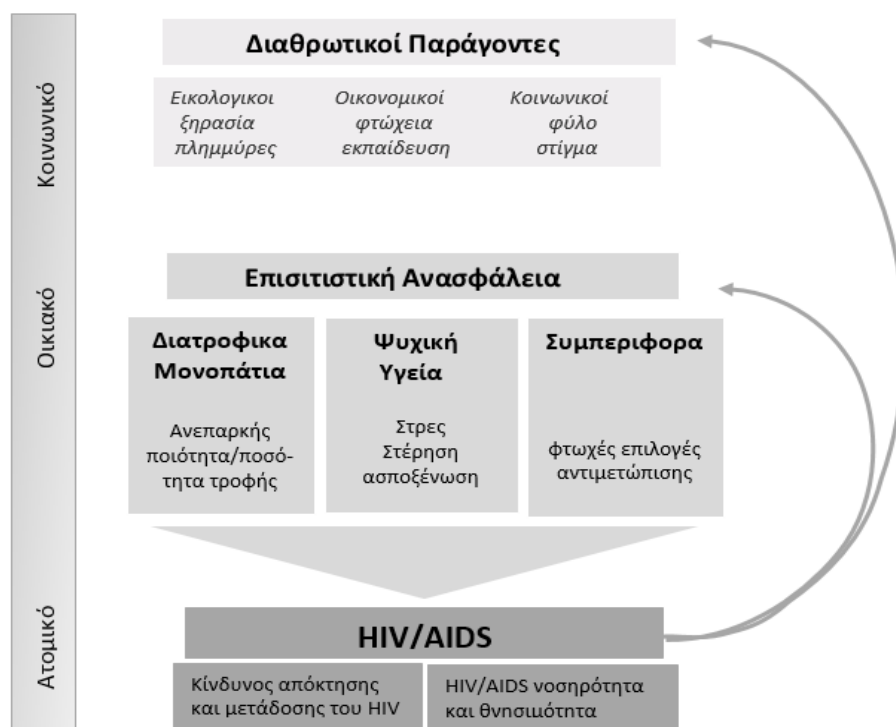 Κοινωνικό
Διαθρωτικοί Παράγοντες
Εικολογικοι
ξηρασία
πλημμύρες
Οικονομικοί
φτώχεια
εκπαίδευση
Κοινωνικοί
φύλο
στίγμα
Οικιακό
Επισιτιστική Ανασφάλεια
Διατροφικα
Μονοπάτια
Ανεπαρκής
ποιότητα/ποσό-
τητα τροφής
Ψυχική
Υγεία
Στρες
Στέρηση
ασποξένωση
Συμπεριφορα
φτωχές επιλογές
αντιμετώπισης
Ατομικό
HIV/AIDS
Κίνδυνος απόκτησης
και μετάδοσης του HIV
HIV/AIDS νοσηρότητα
και θνησιμότητα